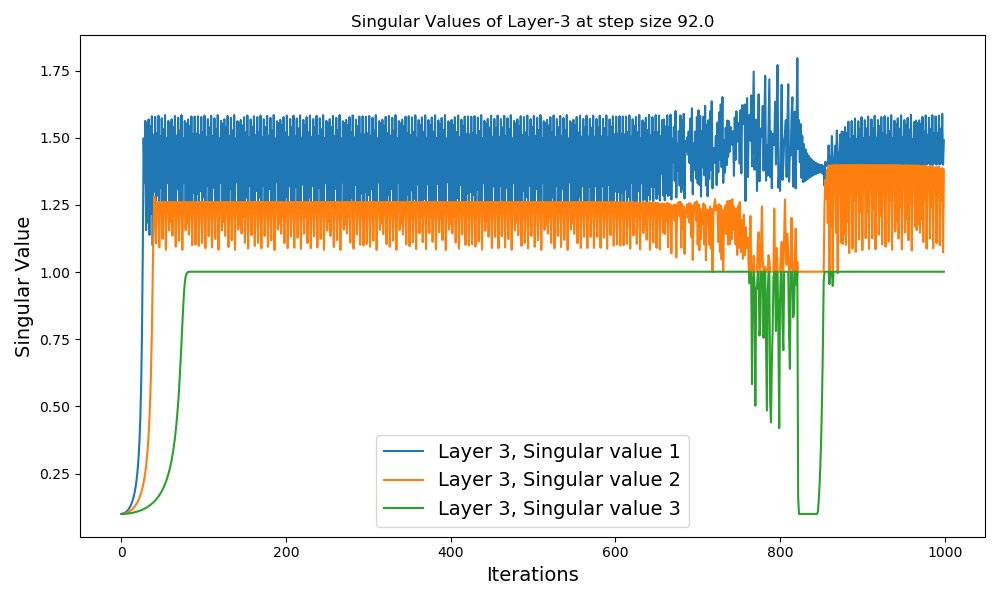 Singular Values of Layer-3 at step size 92.0
Singular Value
1.75
1.50
1.25
1.00
0.75
0.50
0.25
Layer 3, Singular value 1
Layer 3, Singular value 2
Layer 3, Singular value 3
0 200 400 600 800 1000
Iterations